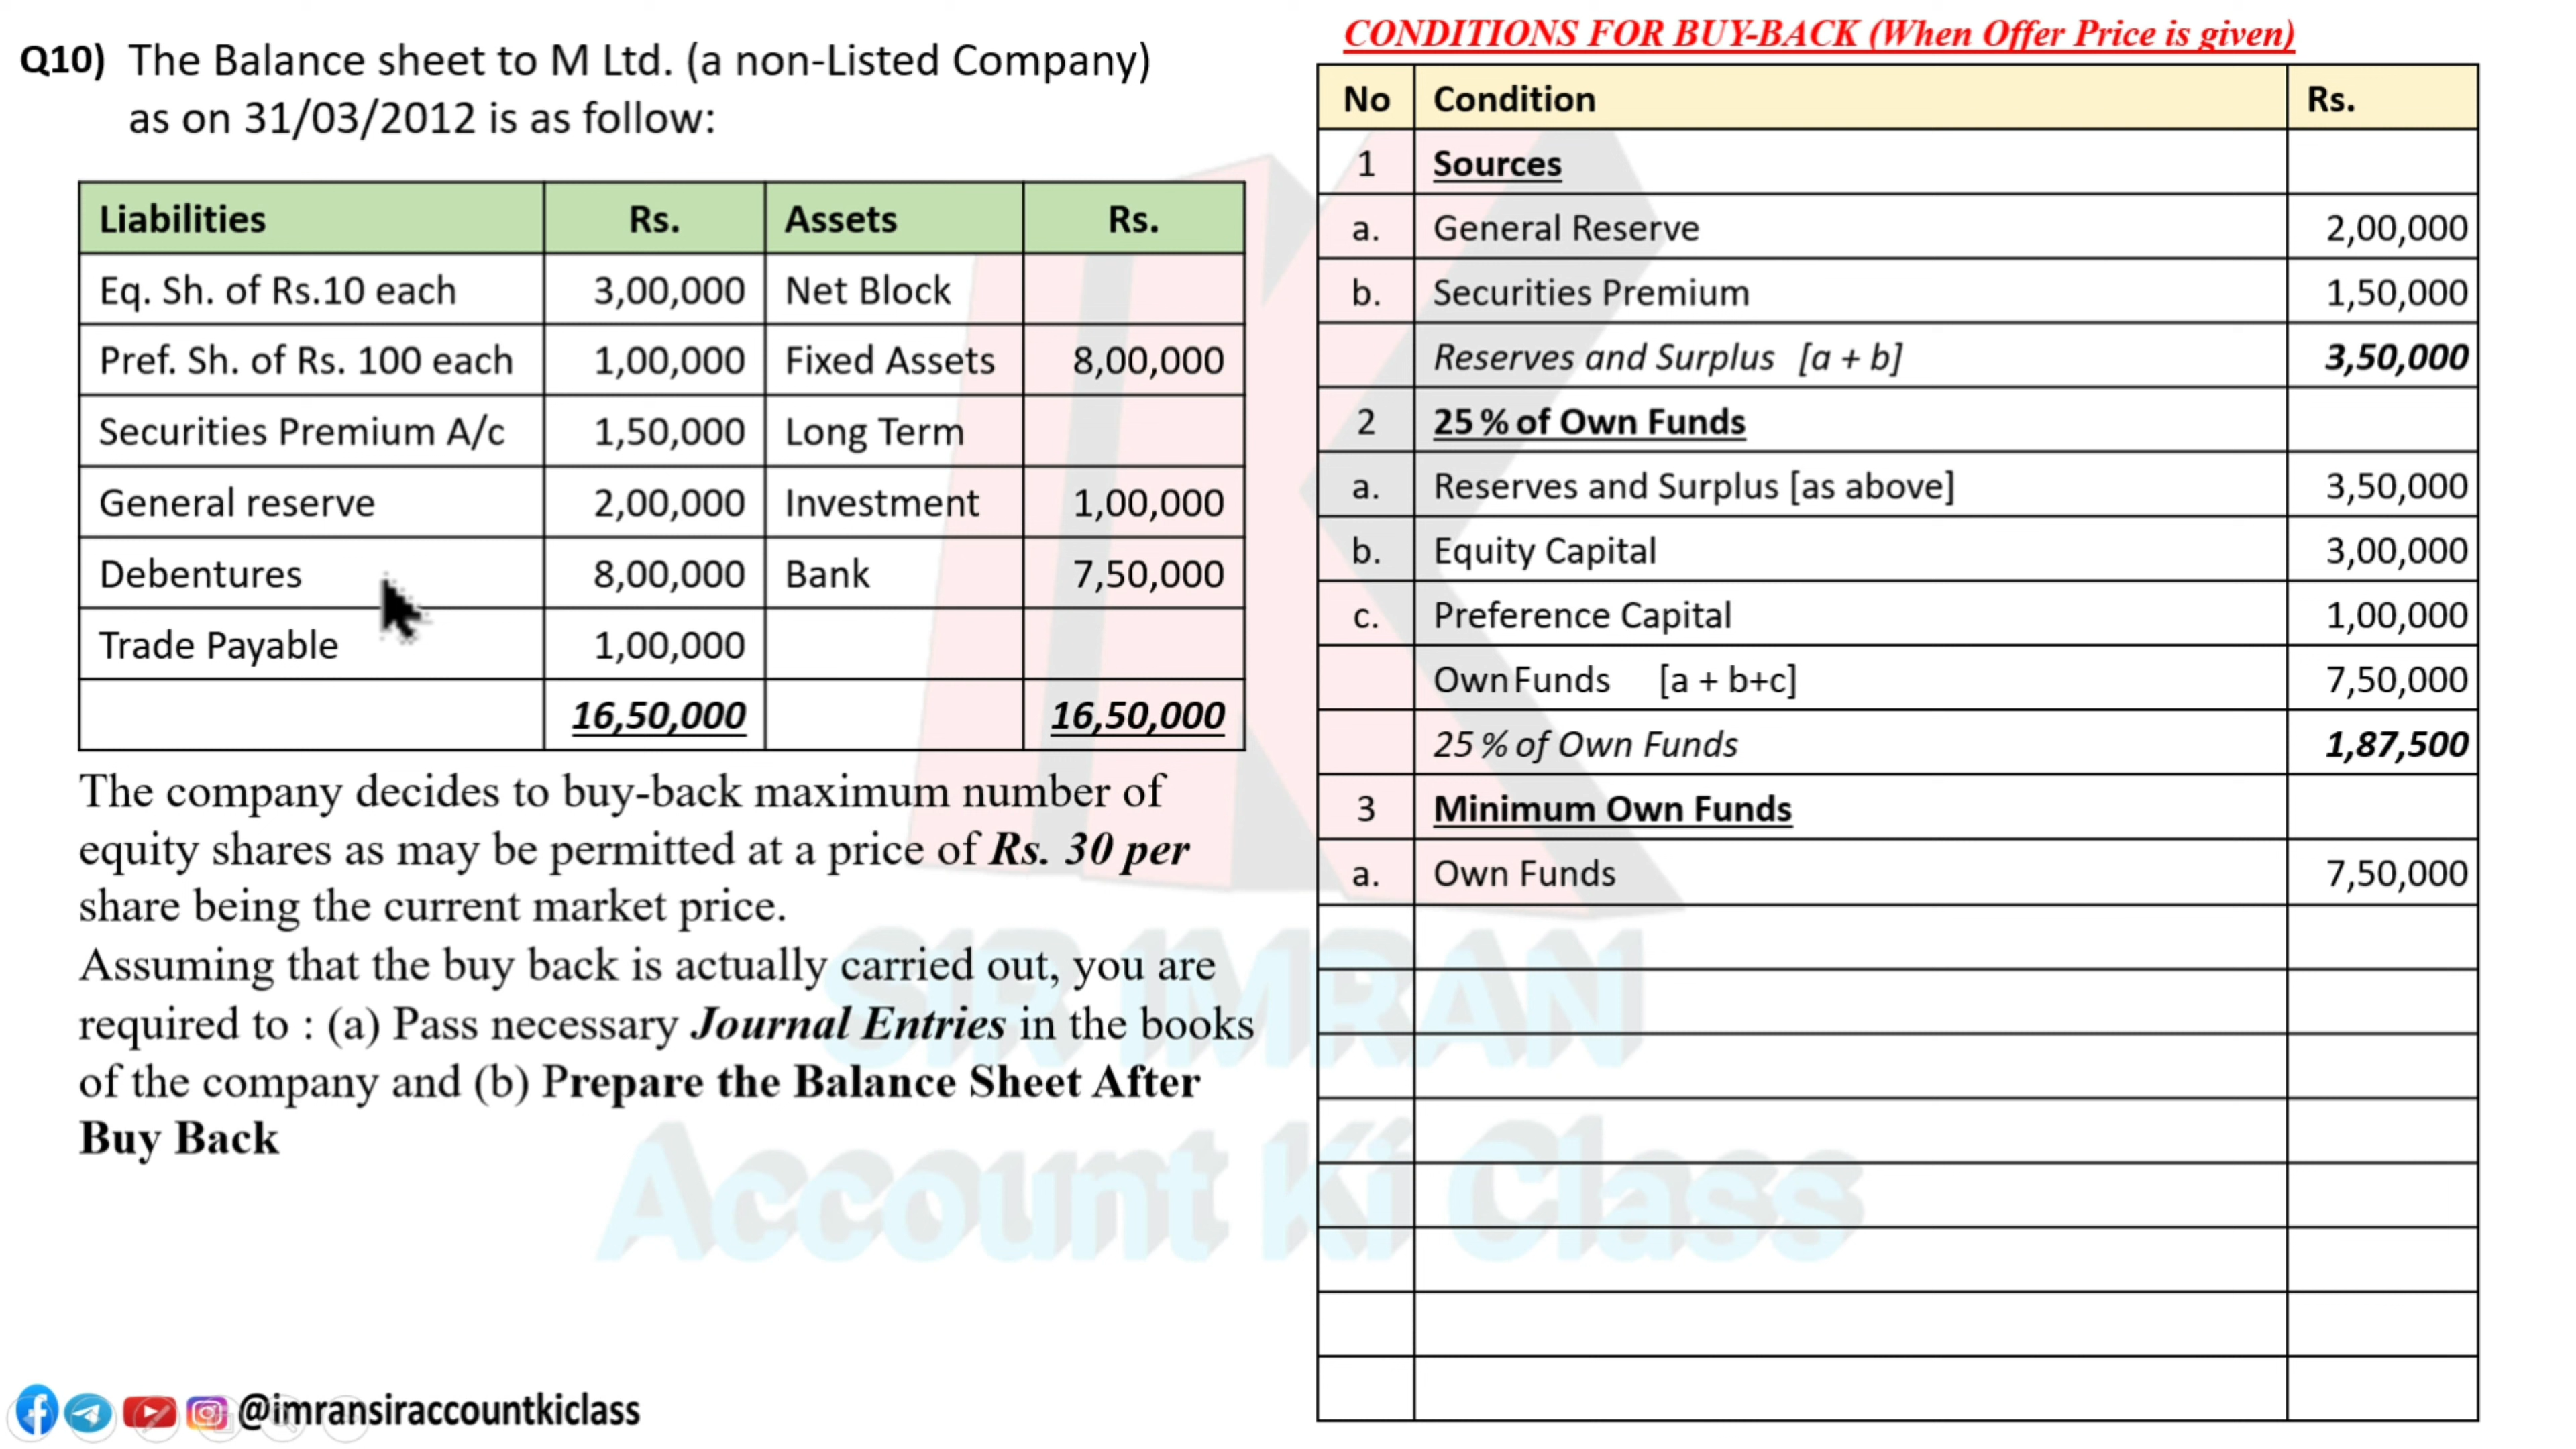 Q10) The Balance sheet to M Ltd. (a non-Listed Company)
as on 31/03/2012 is as follow:
Liabilities Rs. Assets Rs.
Eq. Sh. of Rs.10 each 3,00,000 Net Block
Pref. Sh. of Rs. 100 each 1,00,000 Fixed Assets 8,00,000
Securities Premium A/c 1,50,000 Long Term
General reserve 2,00,000 Investment 1,00,000
Debentures 8,00,000 Bank 7,50,000
Trade Payable 1,00,000
16,50,000 16,50,000
The company decides to buy-back maximum number of
equity shares as may be permitted at a price of Rs. 30 per
share being the current market price.
Assuming that the buy back is actually carried out, you are
required to : (a) Pass necessary Journal Entries in the books
of the company and (b) Prepare the Balance Sheet After
Buy Back
CONDITIONS FOR BUY-BACK (When Offer Price is given)
No Condition Rs.
1 Sources
a. General Reserve 2,00,000
b. Securities Premium 1,50,000
Reserves and Surplus [a + b] 3,50,000
2 25% of Own Funds
a. Reserves and Surplus [as above] 3,50,000
b. Equity Capital 3,00,000
c. Preference Capital 1,00,000
Own Funds [a + b+c] 7,50,000
25% of Own Funds 1,87,500
3 Minimum Own Funds
a. Own Funds 7,50,000
SIR IMRAN
Account Ki Class
@imransiraccountkiclass